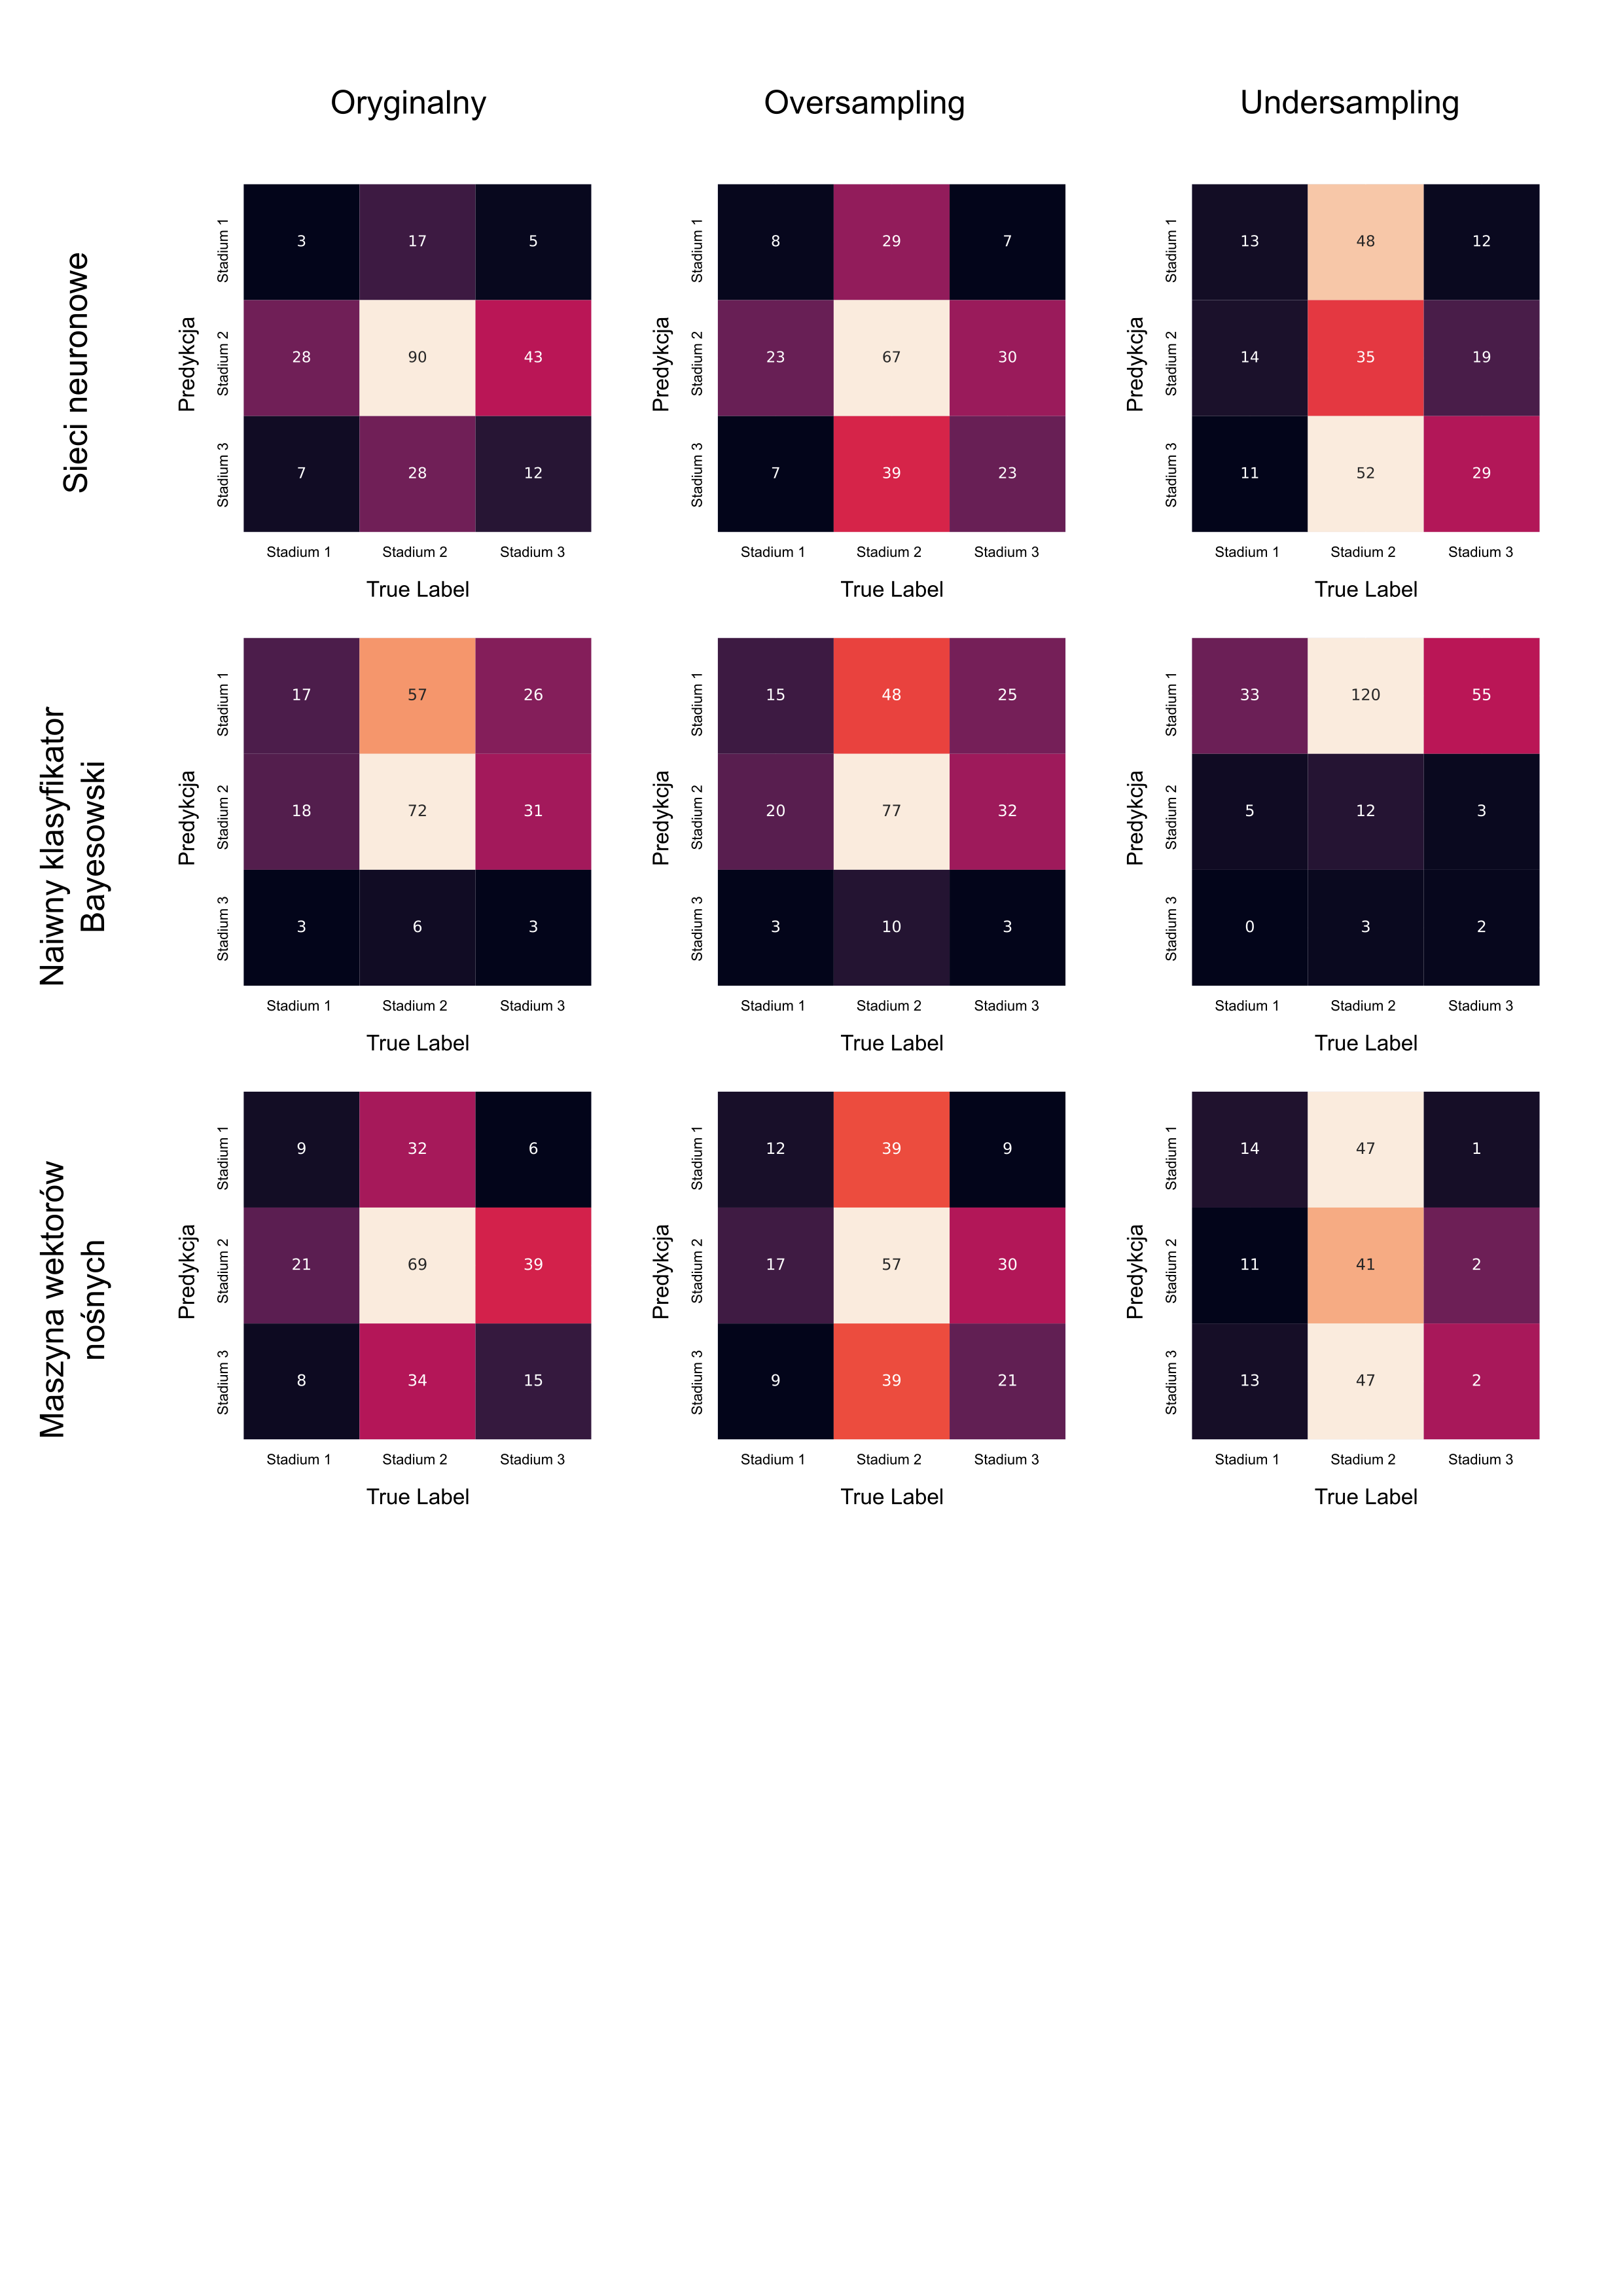 Oryginalny Oversampling Undersampling
Sieci neuronowe
Predykcja
Stadium 1
Stadium 2
Stadium 3
3 17 5
28 90 43
7 28 12
Stadium 1 Stadium 2 Stadium 3
True Label
Predykcja
Stadium 1
Stadium 2
Stadium 3
8 29 7
23 67 30
7 39 23
Stadium 1 Stadium 2 Stadium 3
True Label
Predykcja
Stadium 1
Stadium 2
Stadium 3
13 48 12
14 35 19
11 52 29
Stadium 1 Stadium 2 Stadium 3
True Label
Naiwny klasyfikator
Bayesowski
Predykcja
Stadium 1
Stadium 2
Stadium 3
17 57 26
18 72 31
3 6 3
Stadium 1 Stadium 2 Stadium 3
True Label
Predykcja
Stadium 1
Stadium 2
Stadium 3
15 48 25
20 77 32
3 10 3
Stadium 1 Stadium 2 Stadium 3
True Label
Predykcja
Stadium 1
Stadium 2
Stadium 3
33 120 55
5 12 3
0 3 2
Stadium 1 Stadium 2 Stadium 3
True Label
Maszyna wektorów
nośnych
Predykcja
Stadium 1
Stadium 2
Stadium 3
9 32 6
21 69 39
8 34 15
Stadium 1 Stadium 2 Stadium 3
True Label
Predykcja
Stadium 1
Stadium 2
Stadium 3
12 39 9
17 57 30
9 39 21
Stadium 1 Stadium 2 Stadium 3
True Label
Predykcja
Stadium 1
Stadium 2
Stadium 3
14 47 1
11 41 2
13 47 2
Stadium 1 Stadium 2 Stadium 3
True Label